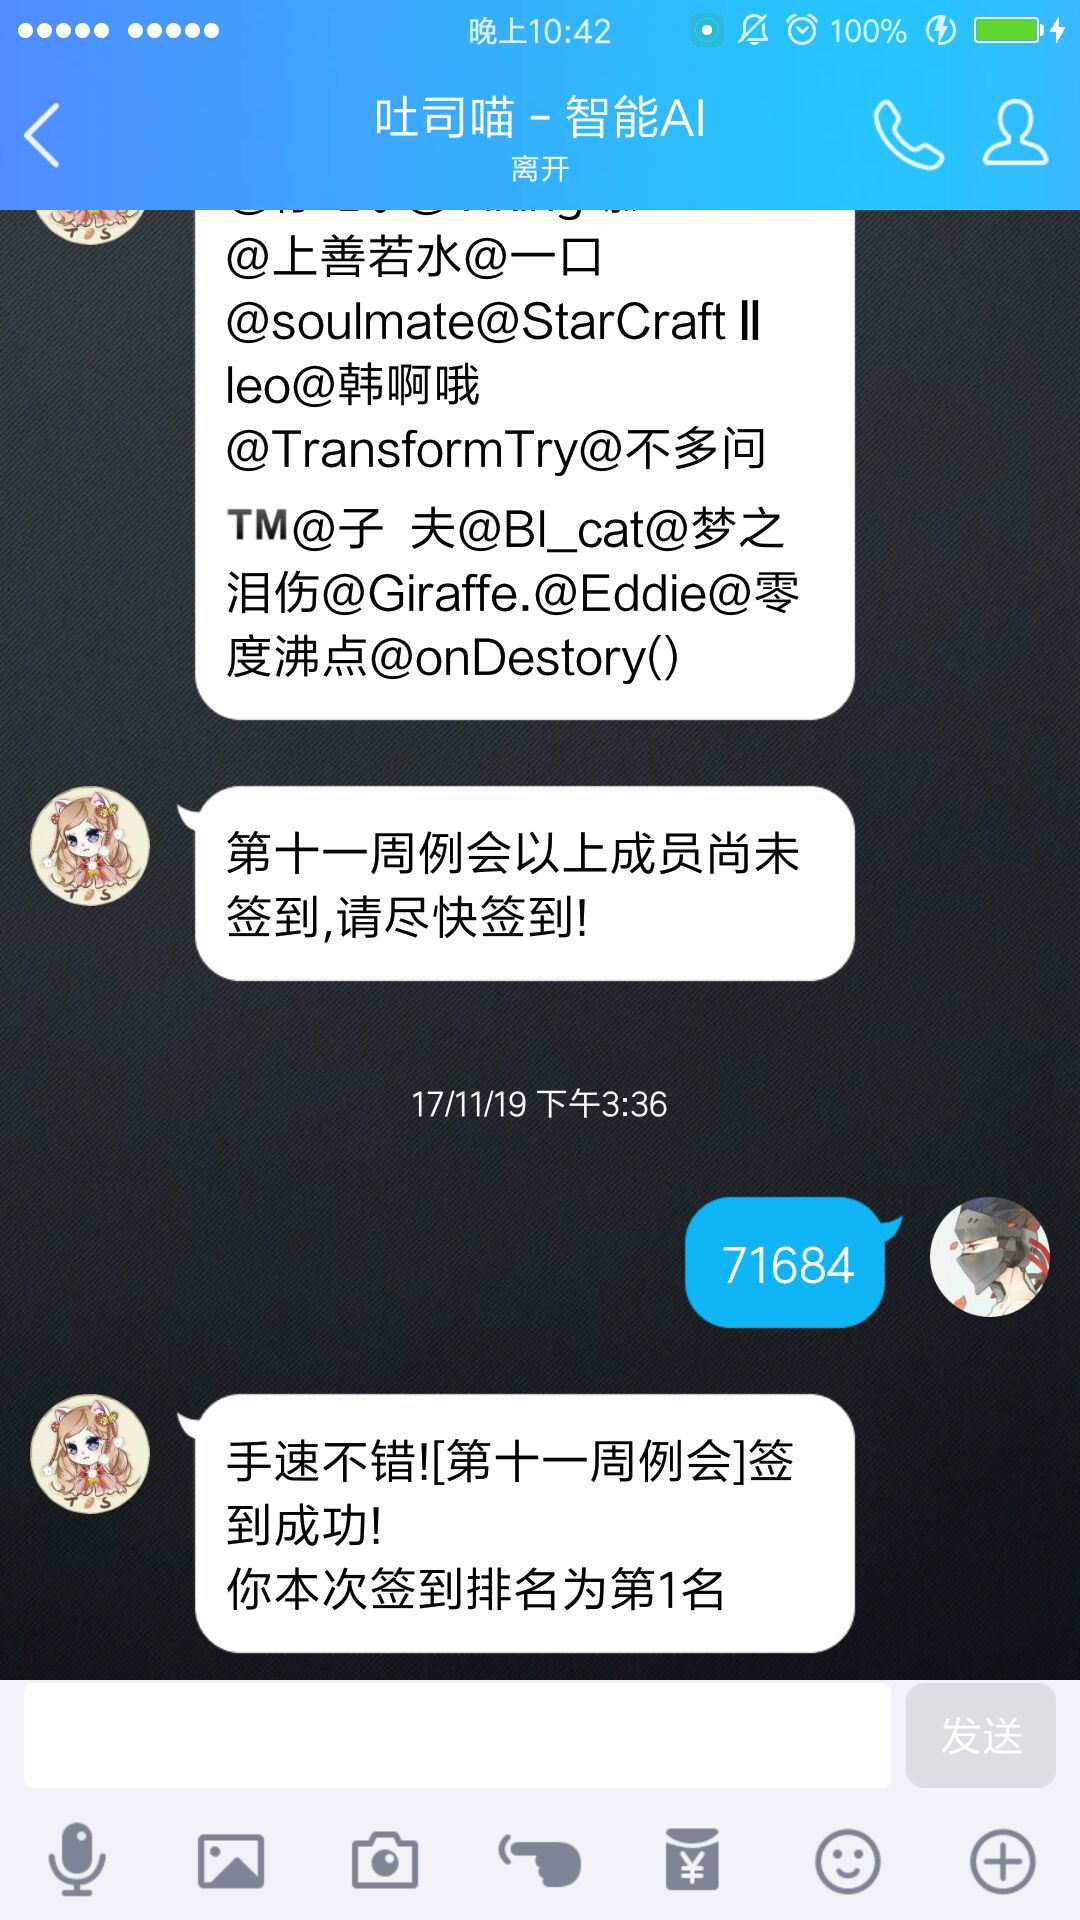 晚上10:42
100%
吐司喵 - 智能AI
离开
@上善若水@一口
@soulmate@StarCraft Ⅱ
leo@韩啊哦
@TransformTry@不多问
™@子 夫@Bl_cat@梦之
泪伤@Giraffe.@Eddie@零
度沸点@onDestory()
第十一周例会以上成员尚未
签到,请尽快签到!
17/11/19 下午3:36
71684
手速不错![第十一周例会]签
到成功!
你本次签到排名为第1名
发送